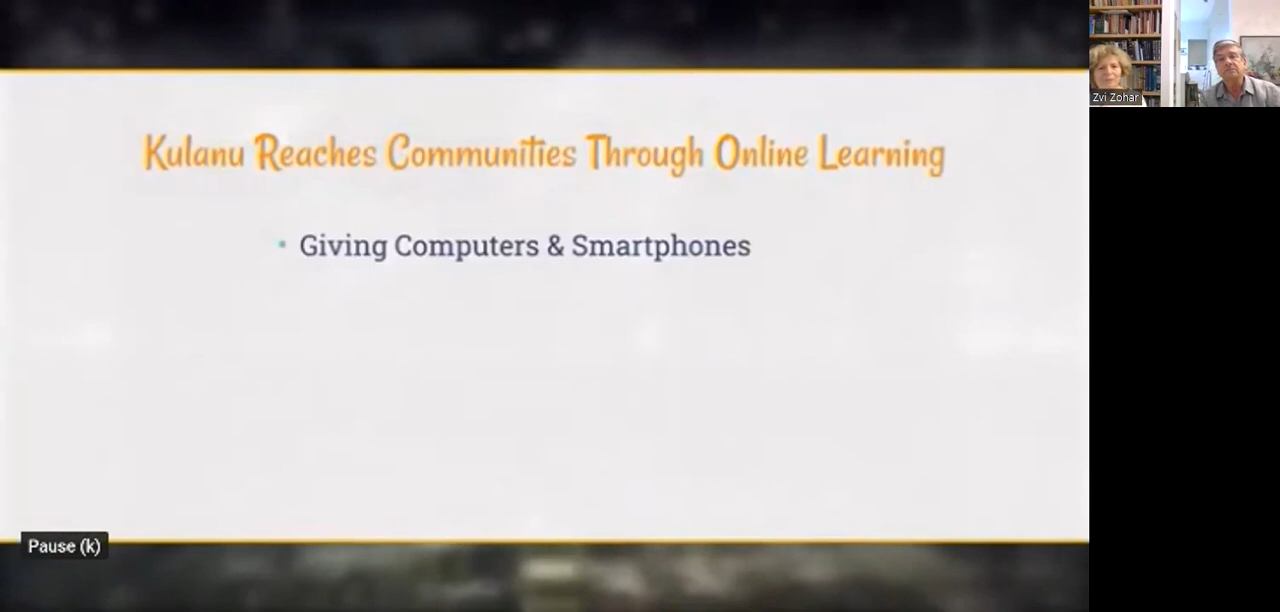 Kulanu Reaches Communities Through Online Learning
• Giving Computers & Smartphones
Pause (k)
Zvi Zohar